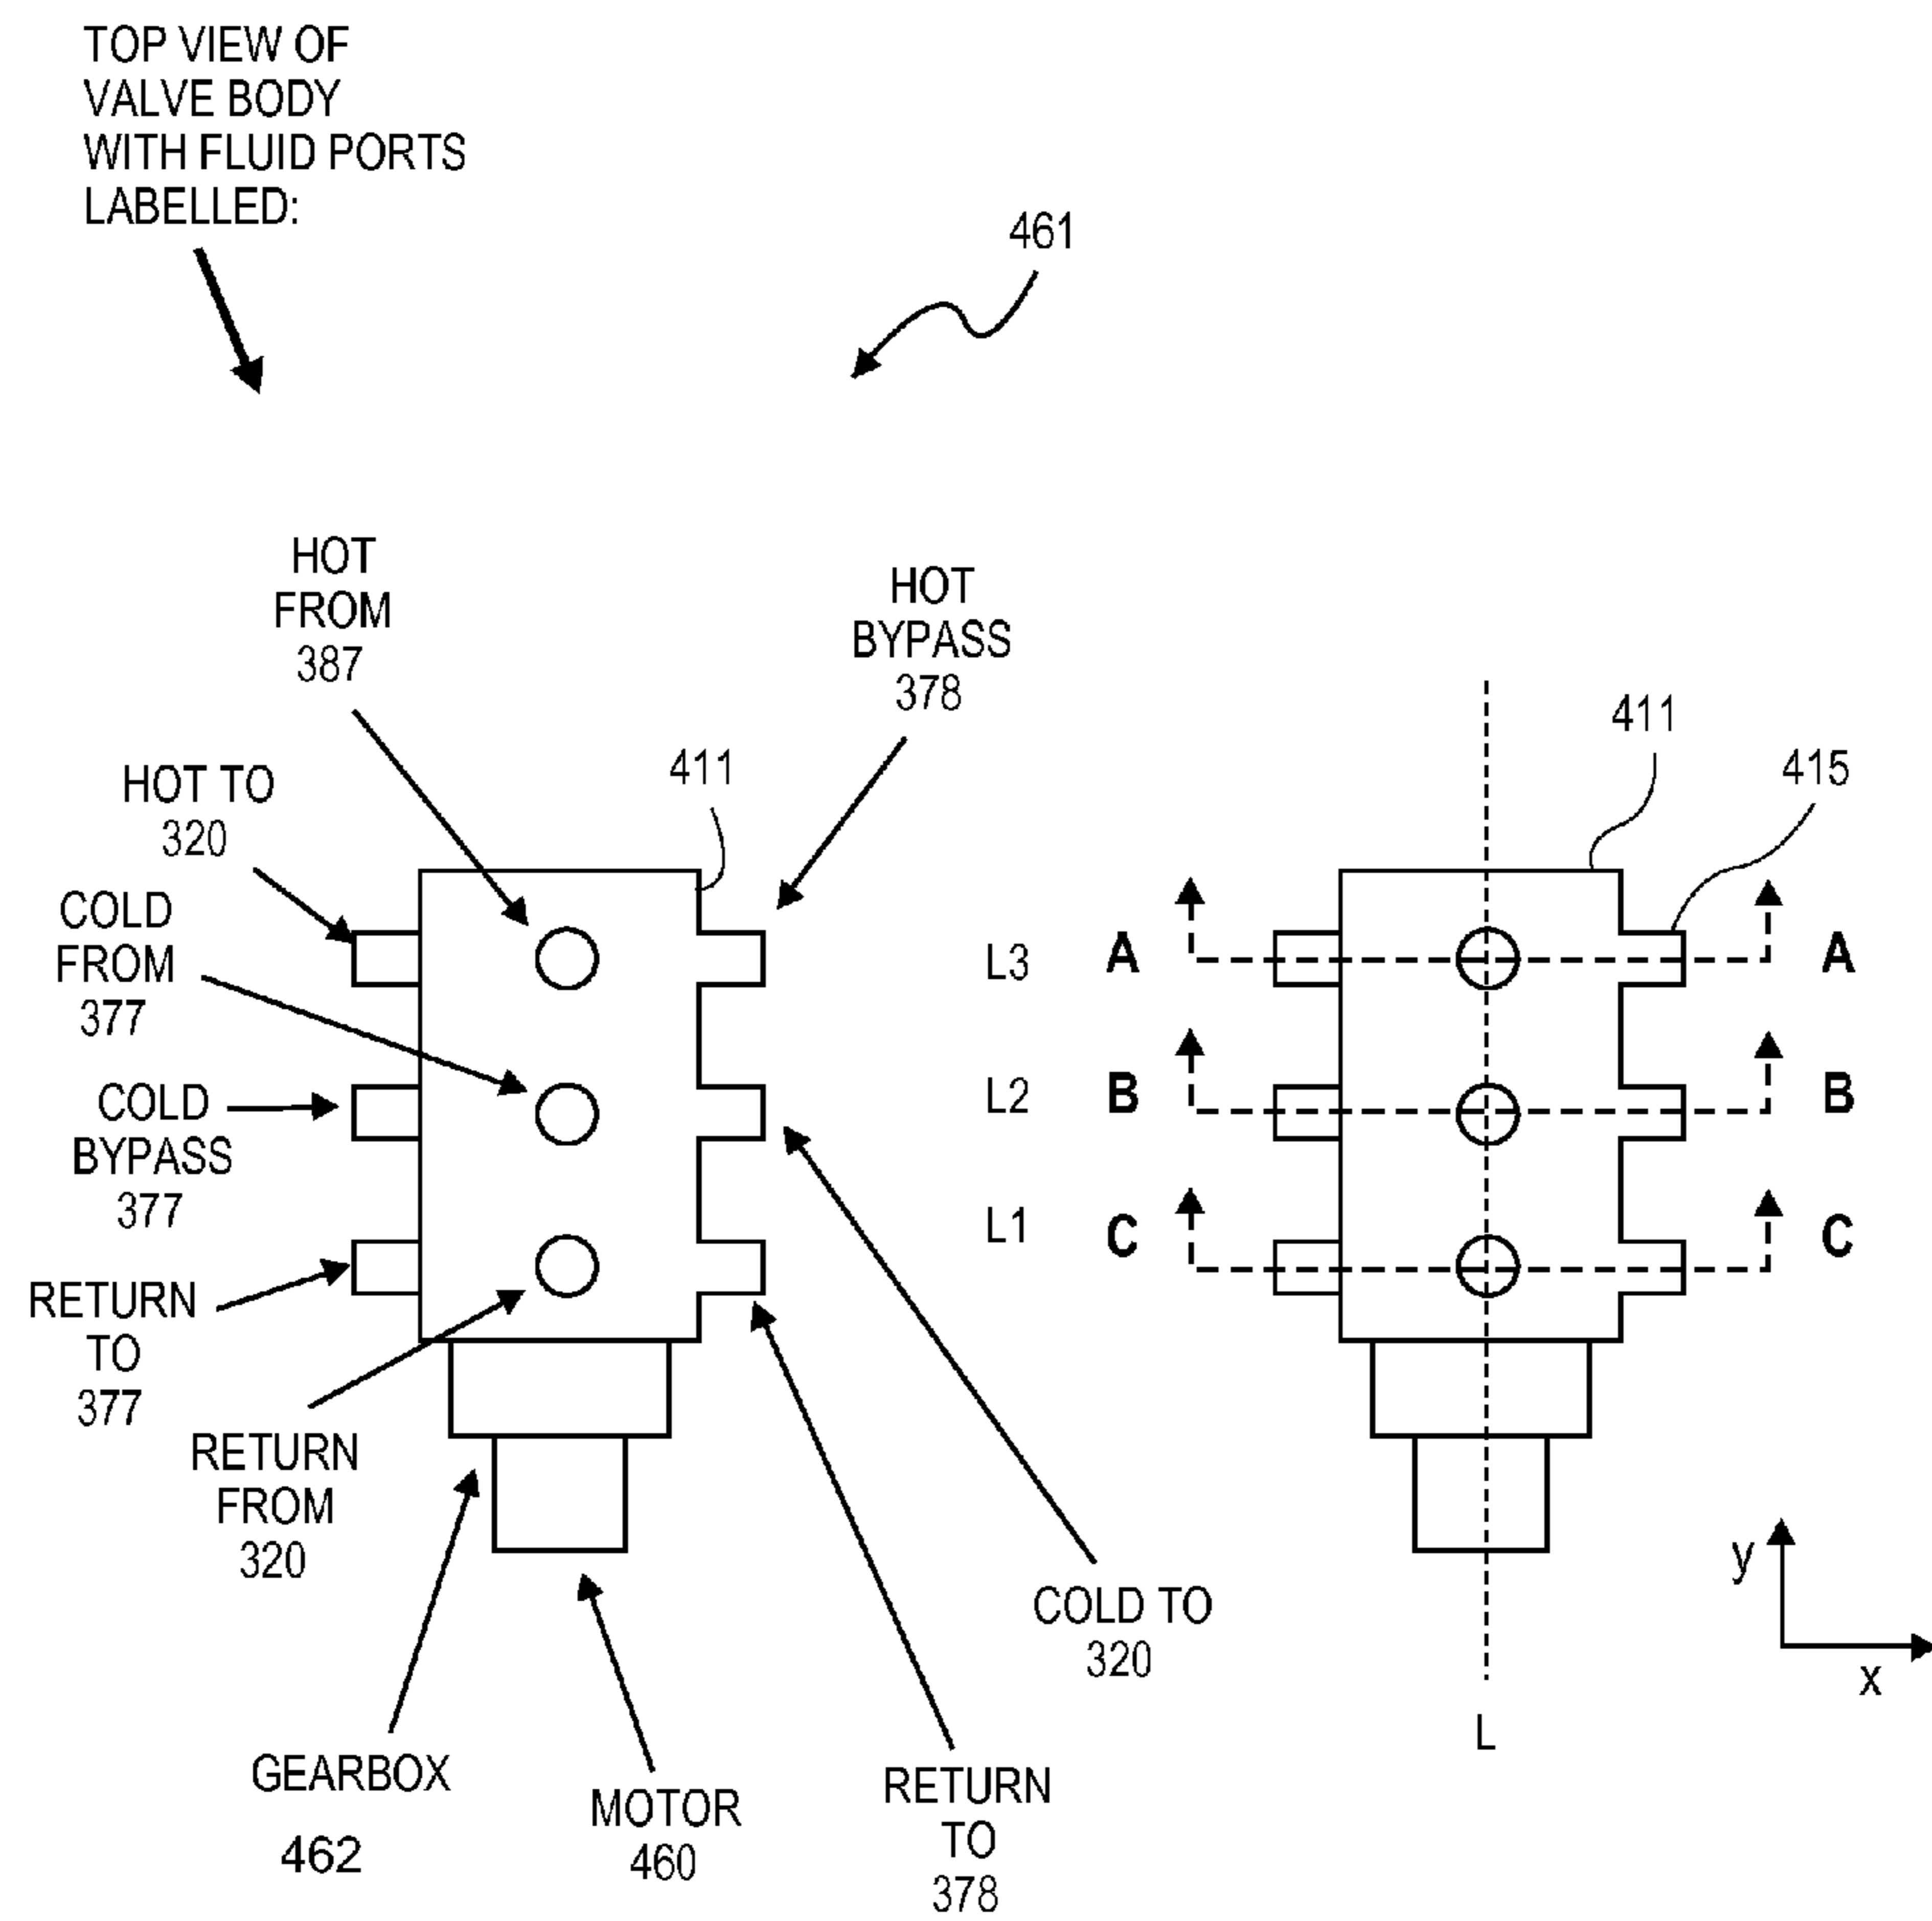 TOP VIEW OF
VALVE BODY
WITH FLUID PORTS
LABELLED:
461
HOT
FROM
387
HOT
BYPASS
378
HOT TO
320
411
COLD
FROM
377
COLD
BYPASS
377
RETURN
TO
377
RETURN
FROM
320
GEARBOX
462
MOTOR
460
RETURN
TO
378
COLD TO
320
411
415
L3 A A
L2 B B
L1 C C
L
y
x